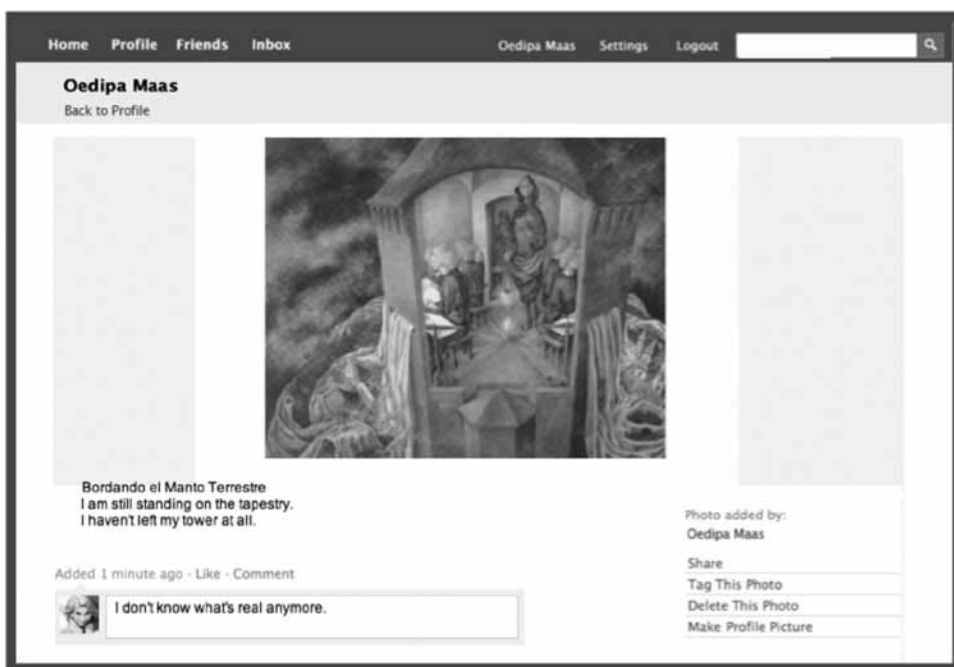 Home Profile Friends Inbox Oedipa Maas Settings Logout
Oedipa Maas
Back to Profile
Bordando el Manto Terrestre
I am still standing on the tapestry.
I haven't left my tower at all.
Photo added by:
Oedipa Maas
Share
Tag This Photo
Delete This Photo
Make Profile Picture
Added 1 minute ago · Like · Comment
I don't know what's real anymore.